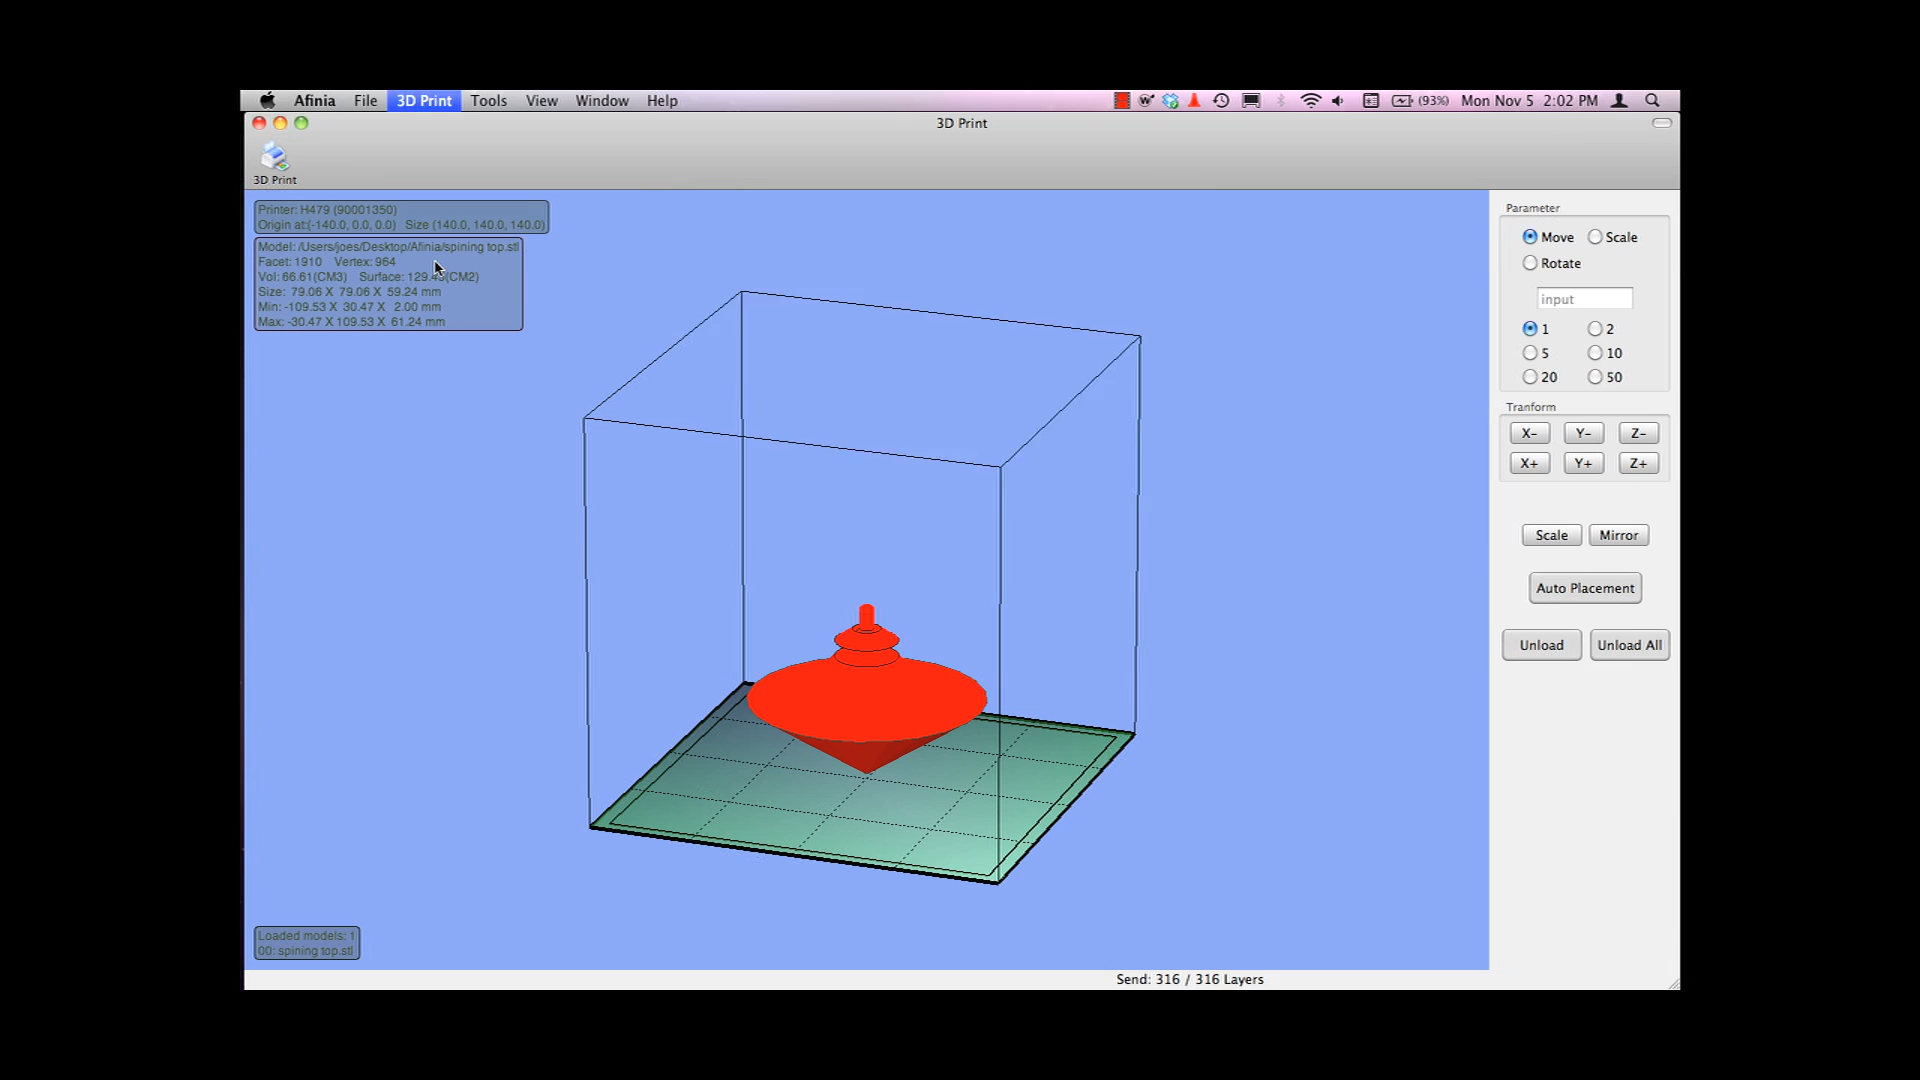 Afinia File 3D Print Tools View Window Help (93%) Mon Nov 5 2:02 PM
3D Print
3D Print
Printer: H479 (90001350)
Origin at:(-140.0, 0.0, 0.0) Size (140.0, 140.0, 140.0)
Model: /Users/joes/Desktop/Afinia/spining top.stl
Facet: 1910 Vertex: 964
Vol: 66.61(CM3) Surface: (CM2)
Size: 79.06 X 79.06 X 59.24 mm
Min: -109.53 X 30.47 X 2.00 mm
Max: -30.47 X 109.53 X 61.24 mm
Parameter
Move Scale
Rotate
input
1 2
5 10
20 50
Tranform
X- Y- Z-
X+ Y+ Z+
Scale Mirror
Auto Placement
Unload Unload All
Loaded models: 1
00: spining top.stl
Send: 316 / 316 Layers